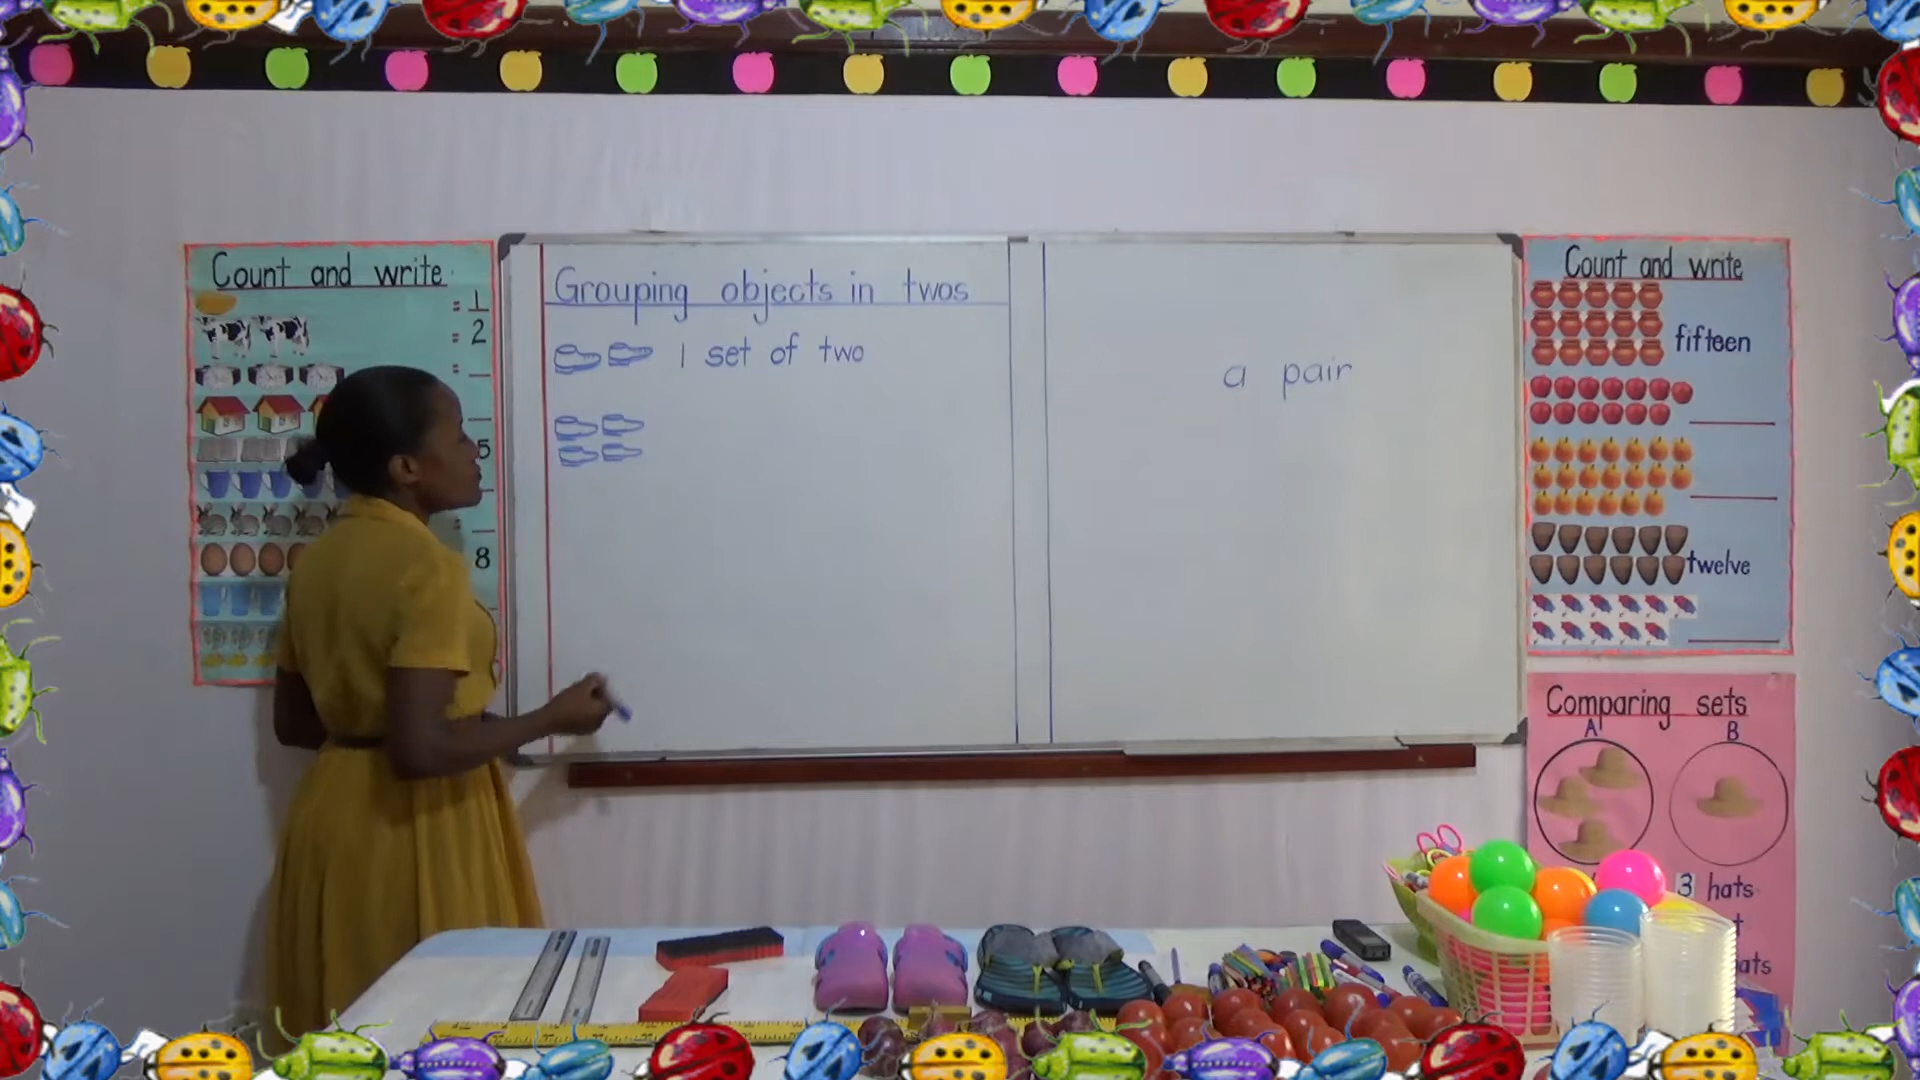 Count and write
= 1
= 2
=
5
=
8
Grouping objects in twos
1 set of two
a pair
Count and write
fifteen
twelve
Comparing sets
A B
3 hats